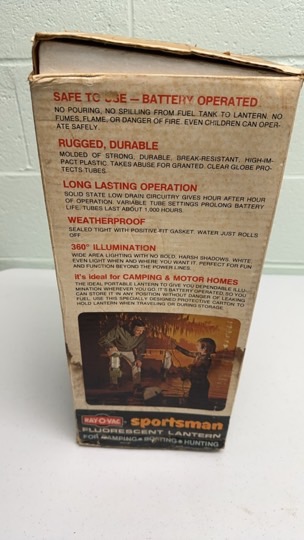 SAFE TO USE — BATTERY OPERATED
NO POURING, NO SPILLING FROM FUEL TANK TO LANTERN. NO
FUMES, FLAME, OR DANGER OF FIRE. EVEN CHILDREN CAN OPER-
ATE SAFELY.
RUGGED, DURABLE
MOLDED OF STRONG, DURABLE, BREAK-RESISTANT, HIGH-IM-
PACT PLASTIC. TAKES ABUSE FOR GRANTED. CLEAR GLOBE PRO-
TECTS TUBES.
LONG LASTING OPERATION
SOLID STATE LOW DRAIN CIRCUITRY GIVES HOUR AFTER HOUR
OF OPERATION. VARIABLE TUBE SETTINGS PROLONG BATTERY
LIFE. TUBES LAST ABOUT 1,000 HOURS.
WEATHERPROOF
SEALED TIGHT WITH POSITIVE-FIT GASKET. WATER JUST ROLLS
OFF.
360° ILLUMINATION
WIDE AREA LIGHTING WITH NO BOLD, HARSH SHADOWS. WHITE,
EVEN LIGHT WHEN AND WHERE YOU WANT IT. PERFECT FOR FUN
AND FUNCTION BEYOND THE POWER LINES.
It's ideal for CAMPING & MOTOR HOMES
THE IDEAL PORTABLE LANTERN TO GIVE YOU DEPENDABLE ILLU-
MINATION WHEREVER YOU GO. IT'S BATTERY OPERATED SO YOU
CAN STORE IT IN ANY POSITION WITHOUT DANGER OF LEAKING
FUEL. USE THIS SPECIALLY DESIGNED PROTECTIVE CARTON TO
HOLD LANTERN WHEN TRAVELING OR DURING STORAGE.
RAY-O-VAC sportsman
FLUORESCENT LANTERN
FOR CAMPING • BOATING • HUNTING